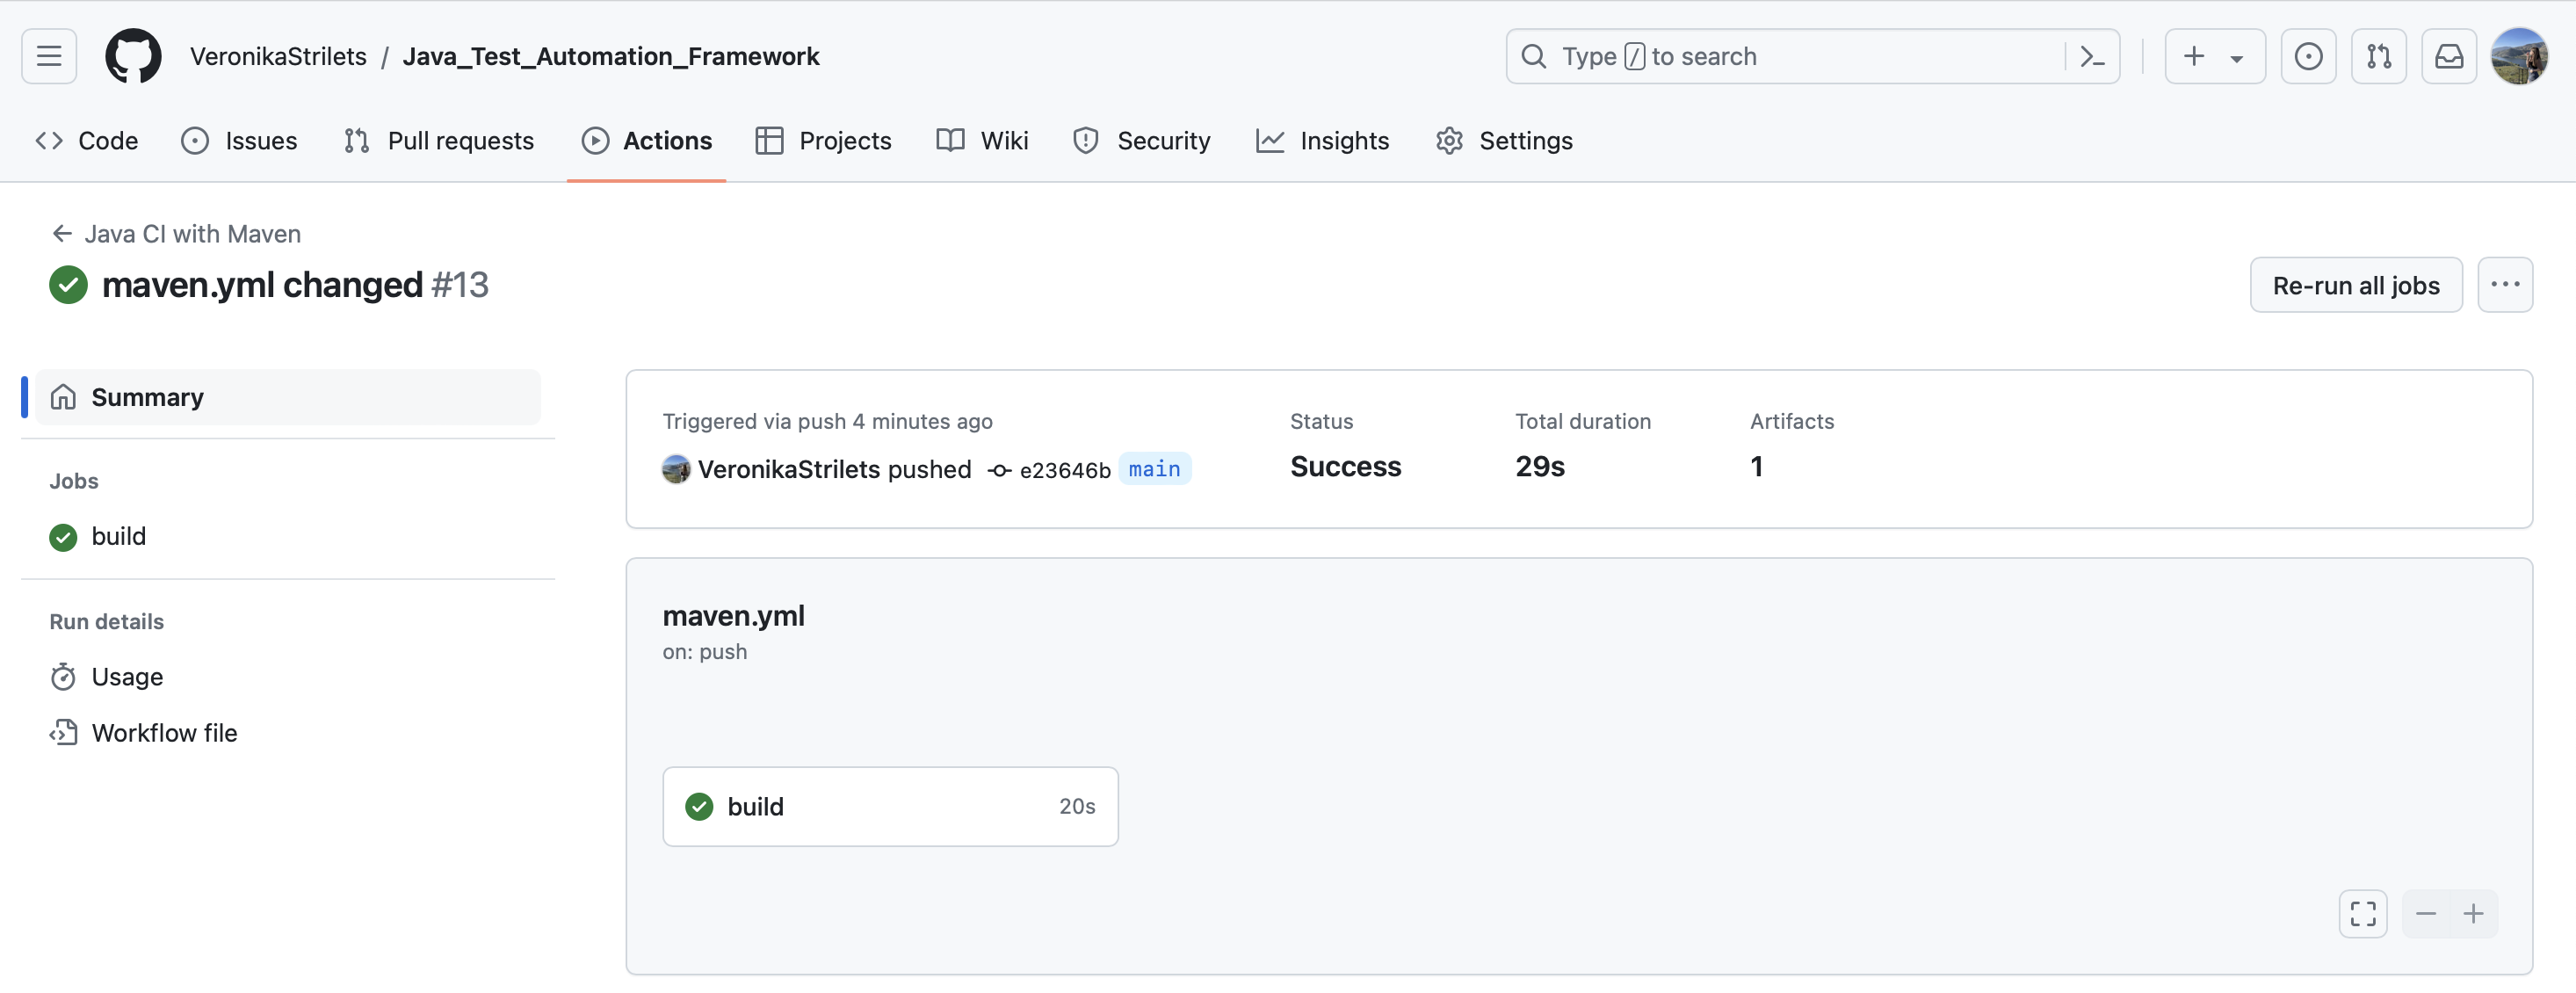 VeronikaStrilets / Java_Test_Automation_Framework
Type / to search
Code Issues Pull requests Actions Projects Wiki Security Insights Settings
← Java CI with Maven
maven.yml changed #13
Re-run all jobs
Summary
Jobs
build
Run details
Usage
Workflow file
Triggered via push 4 minutes ago
VeronikaStrilets pushed e23646b main
Status
Success
Total duration
29s
Artifacts
1
maven.yml
on: push
build 20s